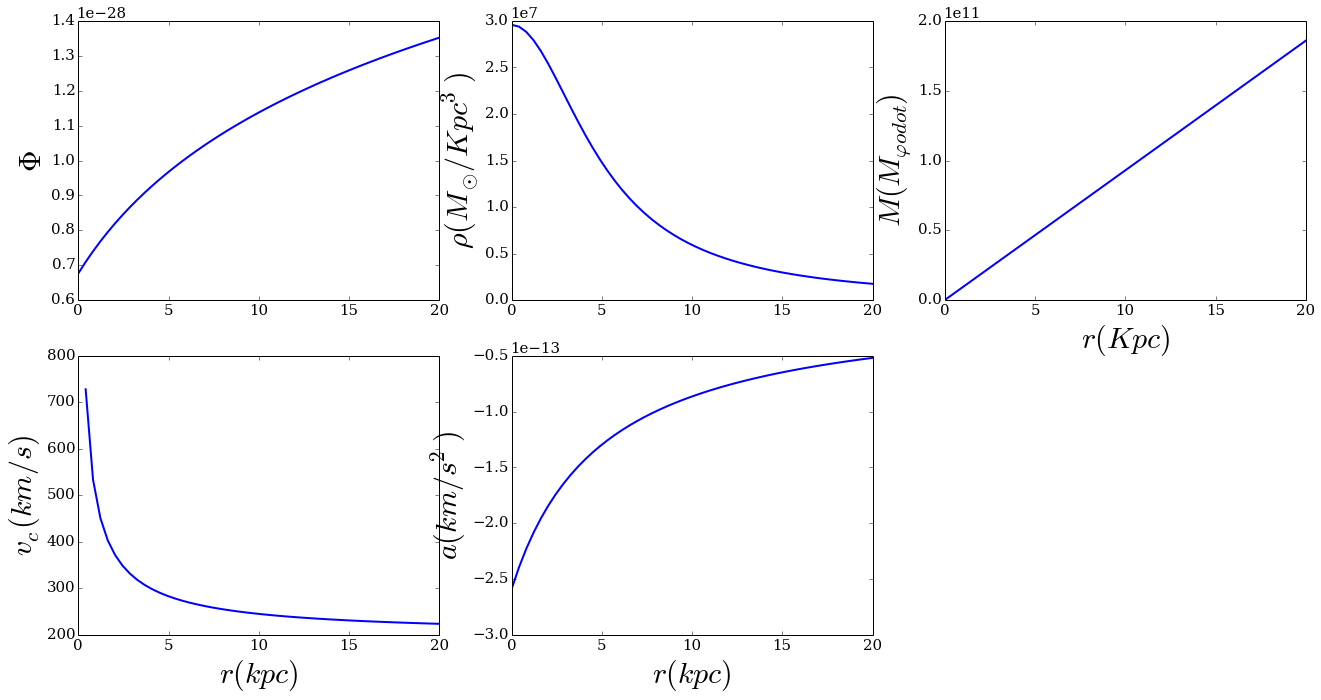 1e−28
1.4
1.3
1.2
1.1
1.0
0.9
0.8
0.7
0.6
Φ
0 5 10 15 20
1e7
3.0
2.5
2.0
1.5
1.0
0.5
0.0
ρ(M⊙/Kpc³)
0 5 10 15 20
1e11
2.0
1.5
1.0
0.5
0.0
M(Mφodot)
0 5 10 15 20
r(Kpc)
800
700
600
500
400
300
200
v_c(km/s)
0 5 10 15 20
r(kpc)
1e−13
−0.5
−1.0
−1.5
−2.0
−2.5
−3.0
a(km/s²)
0 5 10 15 20
r(kpc)